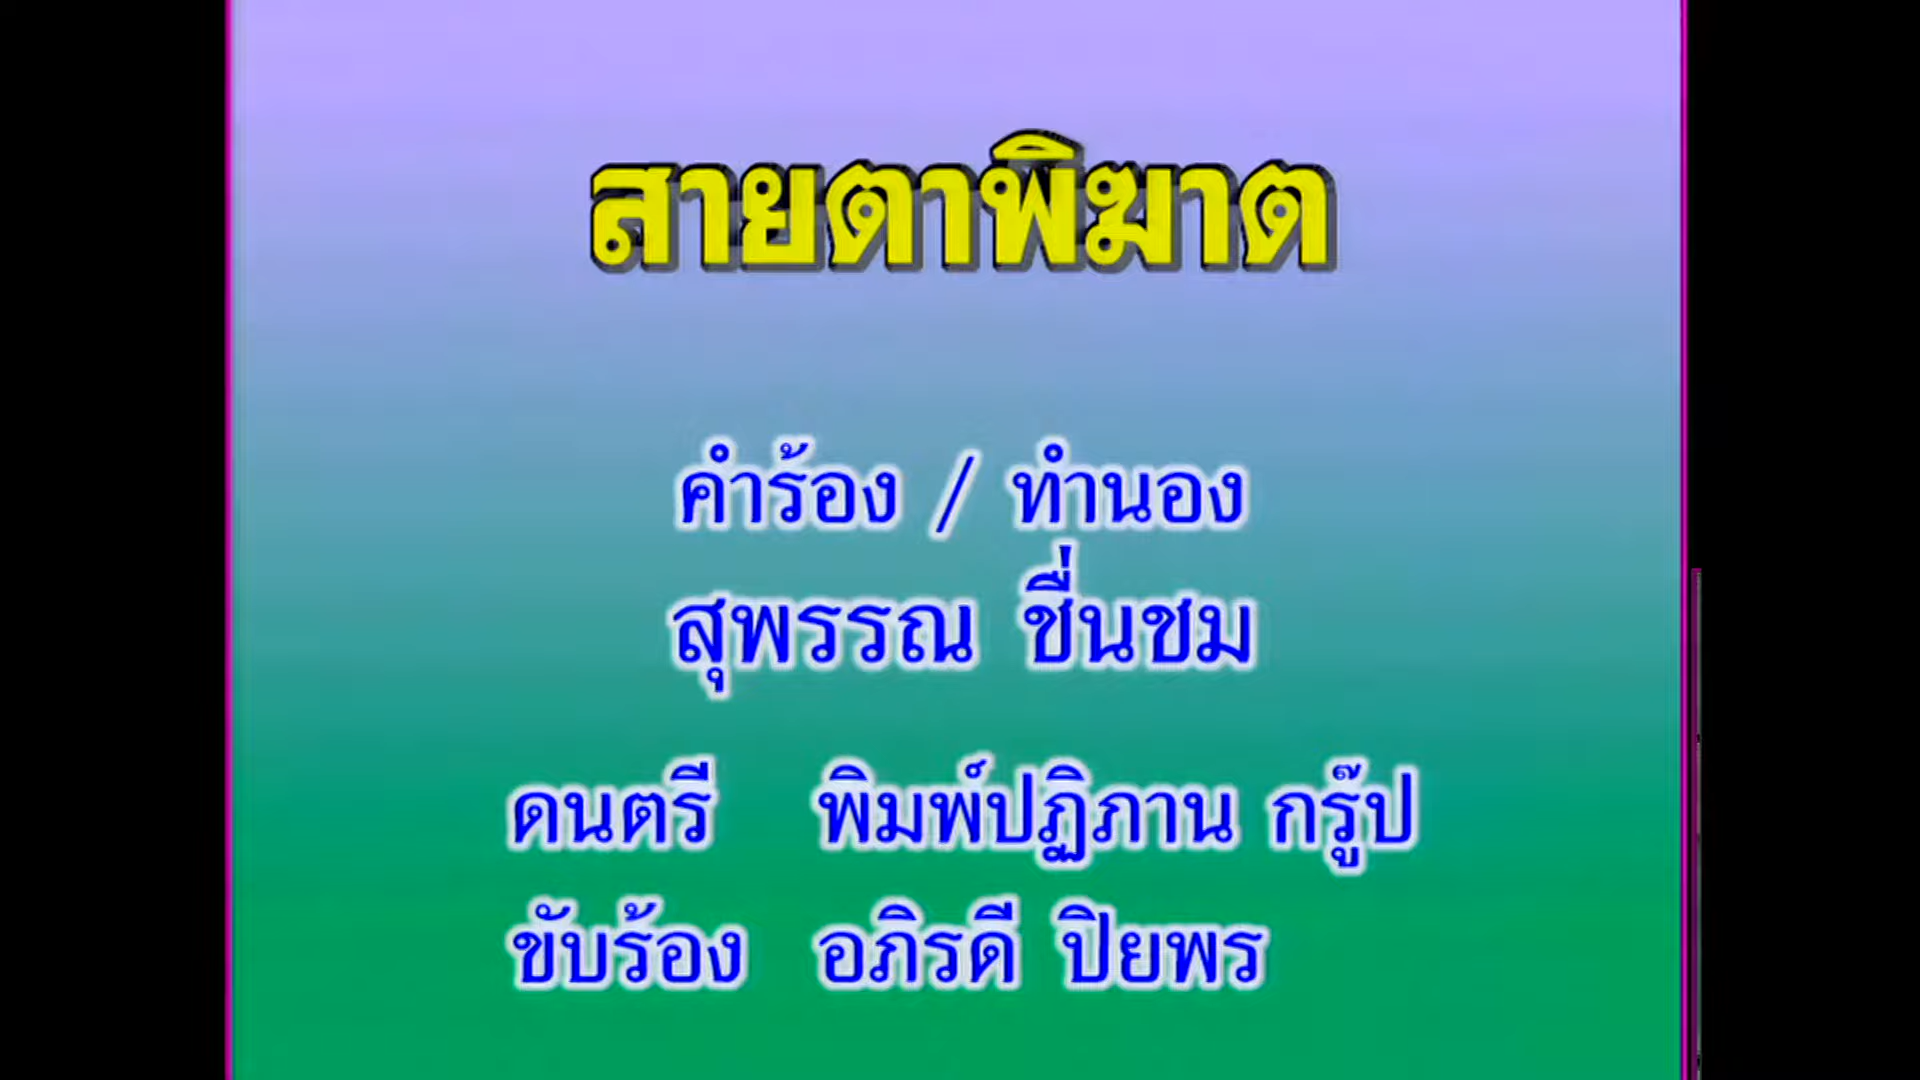 สายตาพิฆาต
คำร้อง / ทำนอง
สุพรรณ ชื่นชม
ดนตรี พิมพ์ปฏิภาน กรู๊ป
ขับร้อง อภิรดี ปิยพร